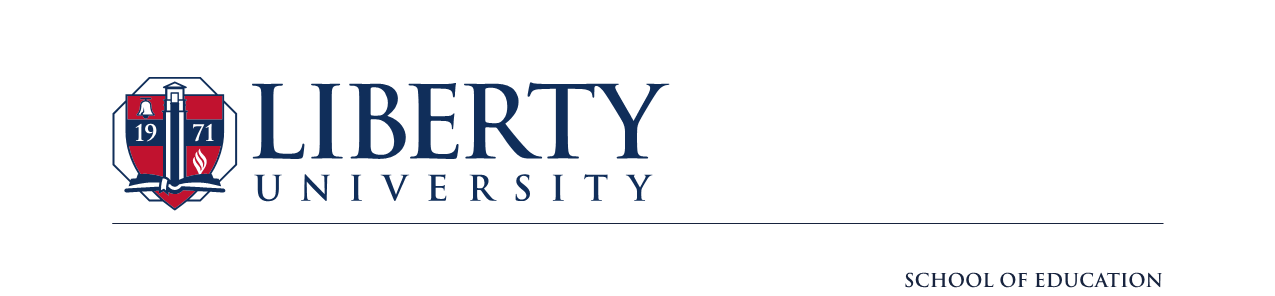 LIBERTY
19 71
UNIVERSITY
SCHOOL OF EDUCATION